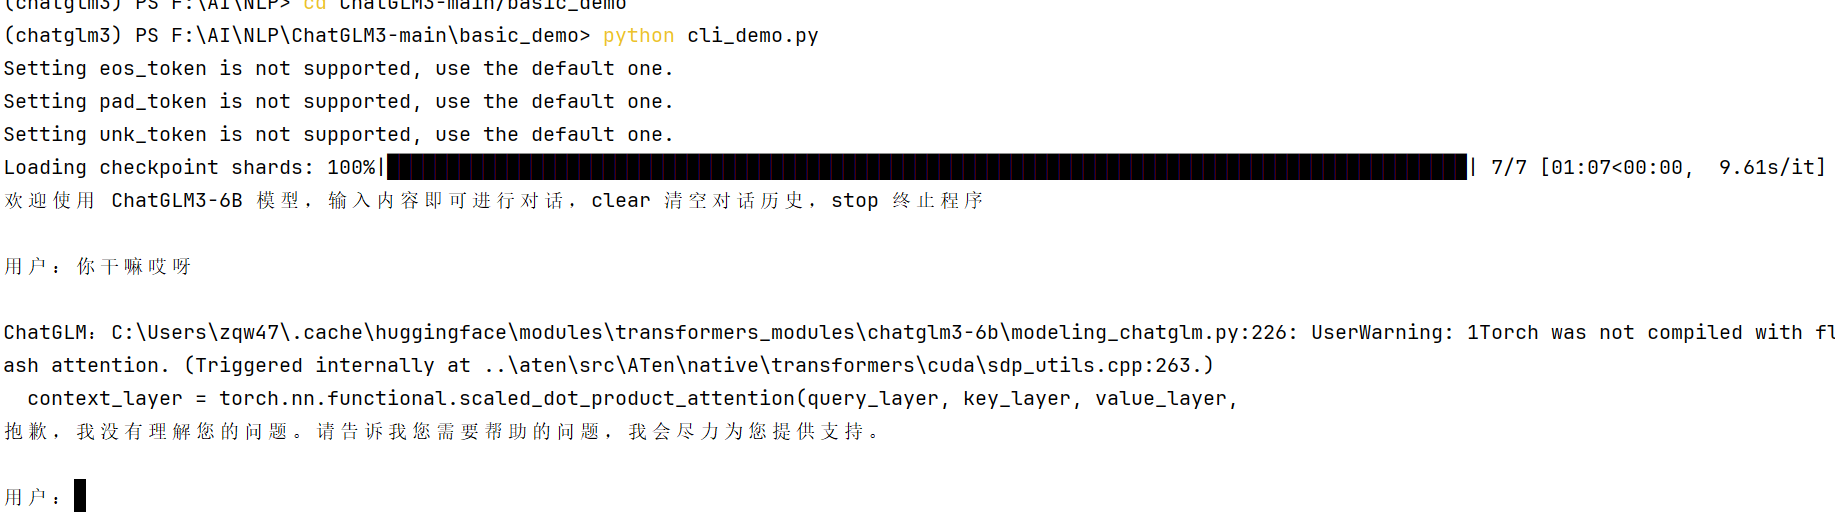 (chatglm3) PS F:\AI\NLP> cd ChatGLM3-main/basic_demo
(chatglm3) PS F:\AI\NLP\ChatGLM3-main\basic_demo> python cli_demo.py
Setting eos_token is not supported, use the default one.
Setting pad_token is not supported, use the default one.
Setting unk_token is not supported, use the default one.
Loading checkpoint shards: 100%|██████████| 7/7 [01:07<00:00,  9.61s/it]
欢迎使用 ChatGLM3-6B 模型，输入内容即可进行对话，clear 清空对话历史，stop 终止程序
用户：你干嘛哎呀
ChatGLM：C:\Users\zqw47\.cache\huggingface\modules\transformers_modules\chatglm3-6b\modeling_chatglm.py:226: UserWarning: 1Torch was not compiled with fl
ash attention. (Triggered internally at ..\aten\src\ATen\native\transformers\cuda\sdp_utils.cpp:263.)
  context_layer = torch.nn.functional.scaled_dot_product_attention(query_layer, key_layer, value_layer,
抱歉，我没有理解您的问题。请告诉我您需要帮助的问题，我会尽力为您提供支持。
用户：